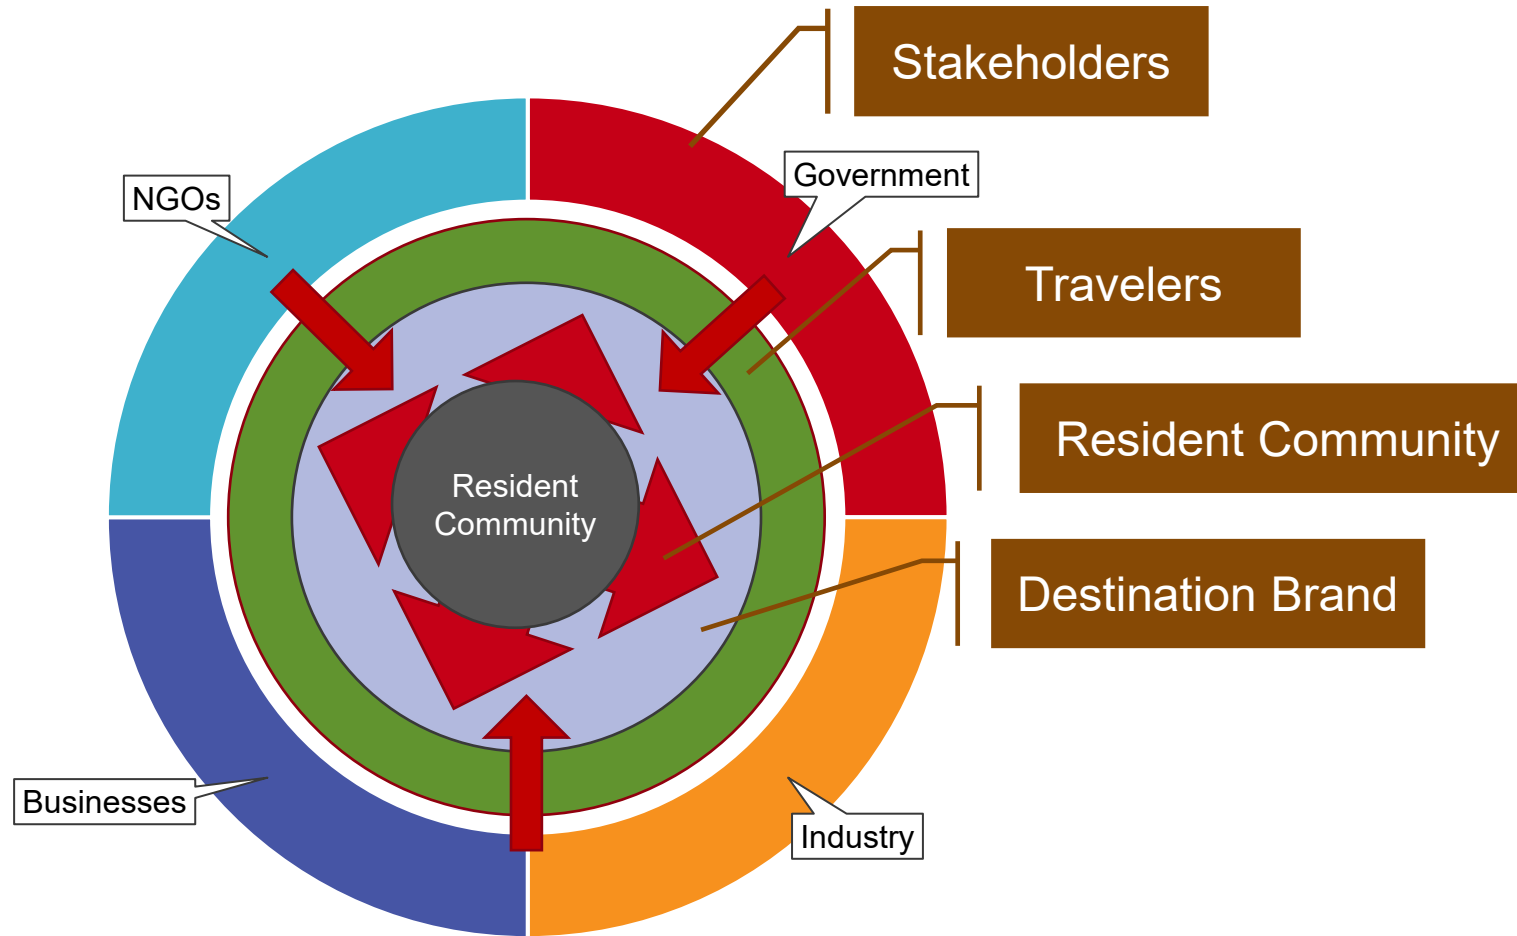 Stakeholders
Government
NGOs
Travelers
Resident Community
Resident
Community
Destination Brand
Businesses
Industry